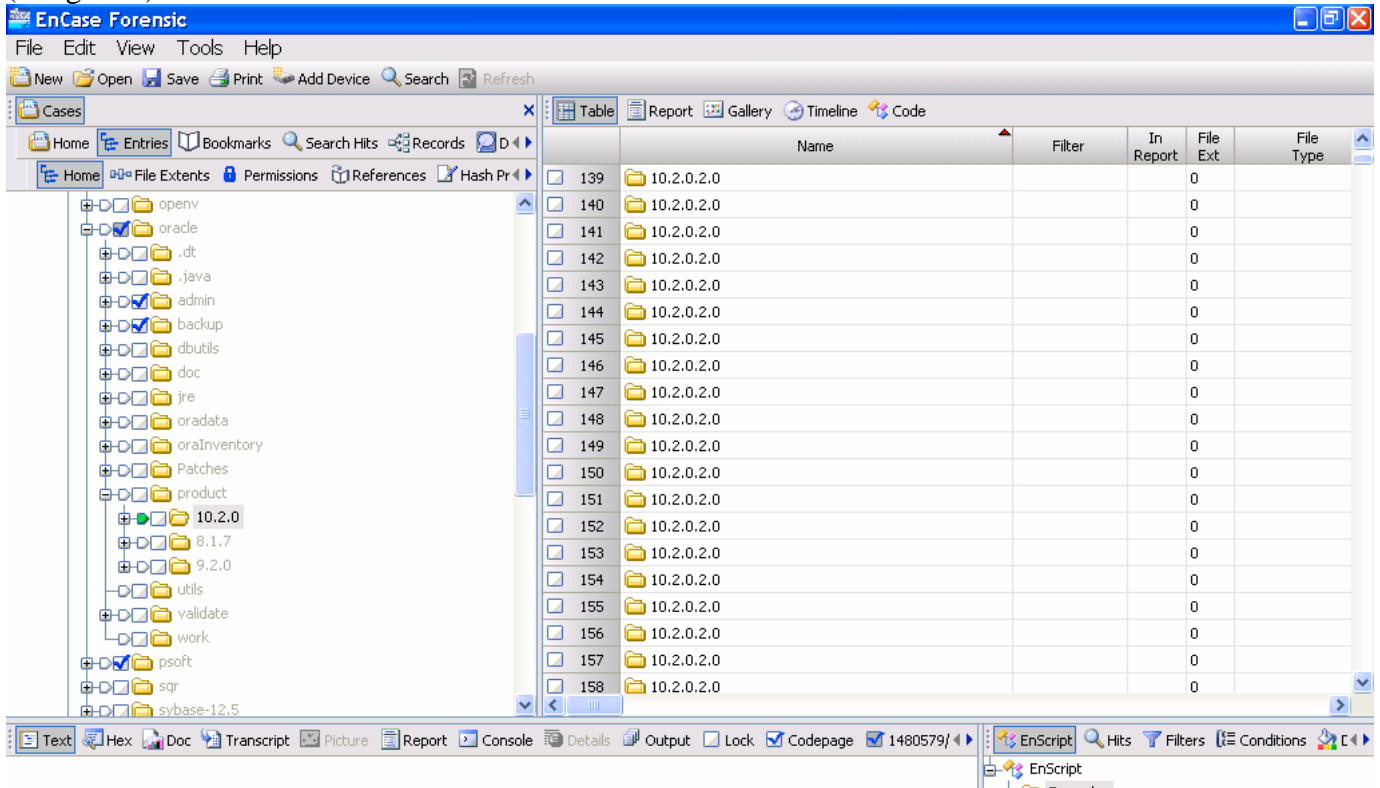 EnCase Forensic
File Edit View Tools Help
New Open Save Print Add Device Search Refresh
Cases
Home Entries Bookmarks Search Hits Records D
Home File Extents Permissions References Hash Pr
openv
oracle
.dt
.java
admin
backup
dbutils
doc
jre
oradata
oraInventory
Patches
product
10.2.0
8.1.7
9.2.0
utils
validate
work
psoft
sqr
sybase-12.5
Table Report Gallery Timeline Code
Name Filter In Report File Ext File Type
139 10.2.0.2.0 0
140 10.2.0.2.0 0
141 10.2.0.2.0 0
142 10.2.0.2.0 0
143 10.2.0.2.0 0
144 10.2.0.2.0 0
145 10.2.0.2.0 0
146 10.2.0.2.0 0
147 10.2.0.2.0 0
148 10.2.0.2.0 0
149 10.2.0.2.0 0
150 10.2.0.2.0 0
151 10.2.0.2.0 0
152 10.2.0.2.0 0
153 10.2.0.2.0 0
154 10.2.0.2.0 0
155 10.2.0.2.0 0
156 10.2.0.2.0 0
157 10.2.0.2.0 0
158 10.2.0.2.0 0
Text Hex Doc Transcript Picture Report Console Details Output Lock Codepage 1480579/
EnScript Hits Filters Conditions
EnScript